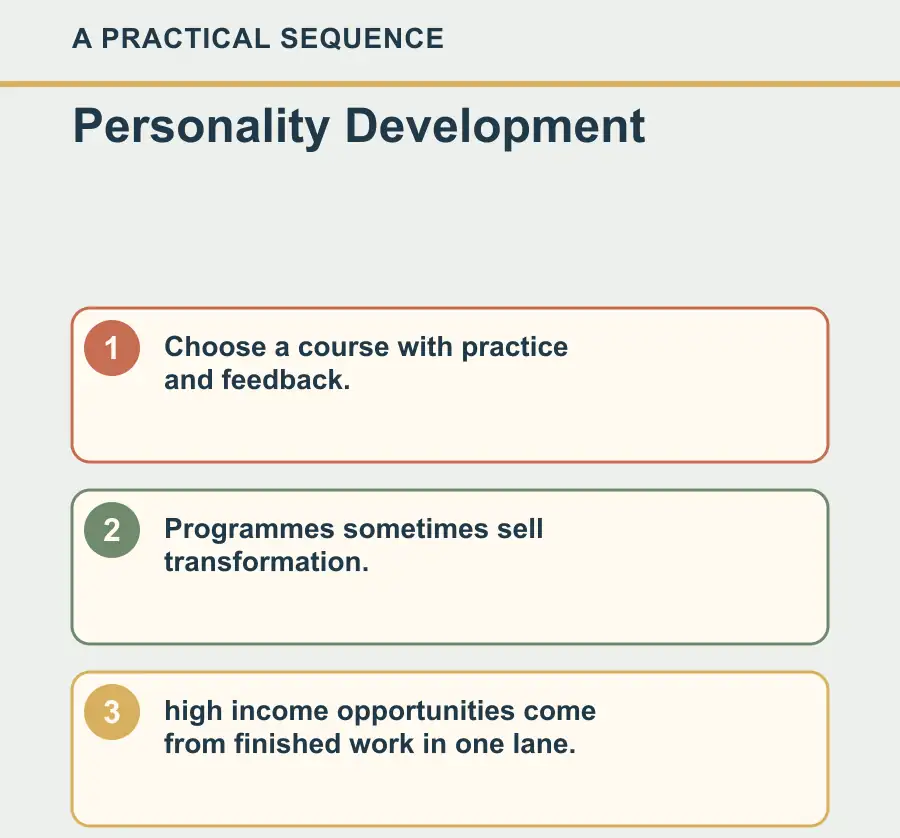 A PRACTICAL SEQUENCE
Personality Development
1
Choose a course with practice
and feedback.
2
Programmes sometimes sell
transformation.
3
high income opportunities come
from finished work in one lane.